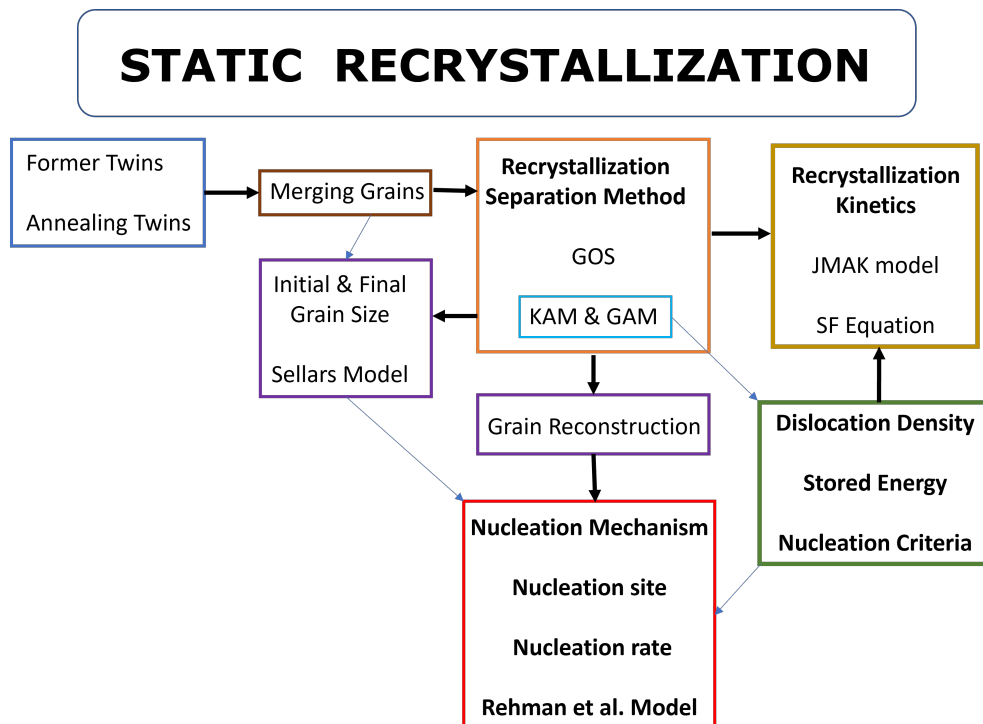 STATIC RECRYSTALLIZATION
Former Twins
Annealing Twins
Merging Grains
Recrystallization
Separation Method
GOS
KAM & GAM
Recrystallization
Kinetics
JMAK model
SF Equation
Initial & Final
Grain Size
Sellars Model
Grain Reconstruction
Dislocation Density
Stored Energy
Nucleation Criteria
Nucleation Mechanism
Nucleation site
Nucleation rate
Rehman et al. Model